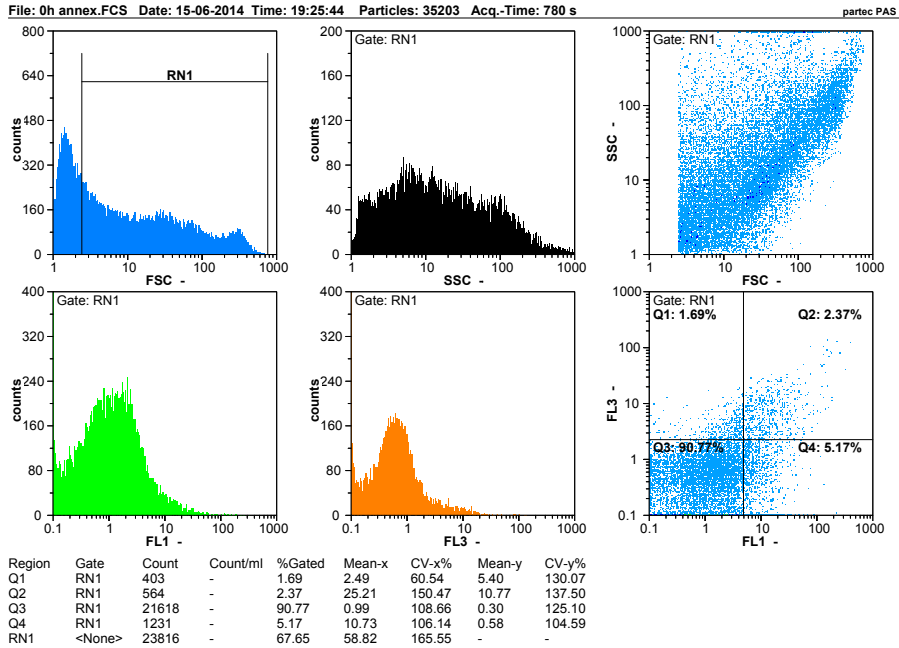 File: 0h annex.FCS Date: 15-06-2014 Time: 19:25:44 Particles: 35203 Acq.-Time: 780 s partec PAS
800
640
480
320
160
0
counts
RN1
1 10 100 1000
FSC -
Gate: RN1
200
160
120
80
40
0
counts
1 10 100 1000
SSC -
Gate: RN1
1000
100
10
1
SSC -
1 10 100 1000
FSC -
Gate: RN1
400
320
240
160
80
0
counts
0.1 1 10 100 1000
FL1 -
Gate: RN1
400
320
240
160
80
0
counts
0.1 1 10 100 1000
FL3 -
Gate: RN1
Q1: 1.69% Q2: 2.37%
Q3: 90.77% Q4: 5.17%
1000
100
10
1
0.1
FL3 -
0.1 1 10 100 1000
FL1 -
Region Gate Count Count/ml %Gated Mean-x CV-x% Mean-y CV-y%
Q1 RN1 403 - 1.69 2.49 60.54 5.40 130.07
Q2 RN1 564 - 2.37 25.21 150.47 10.77 137.50
Q3 RN1 21618 - 90.77 0.99 108.66 0.30 125.10
Q4 RN1 1231 - 5.17 10.73 106.14 0.58 104.59
RN1 <None> 23816 - 67.65 58.82 165.55 - -